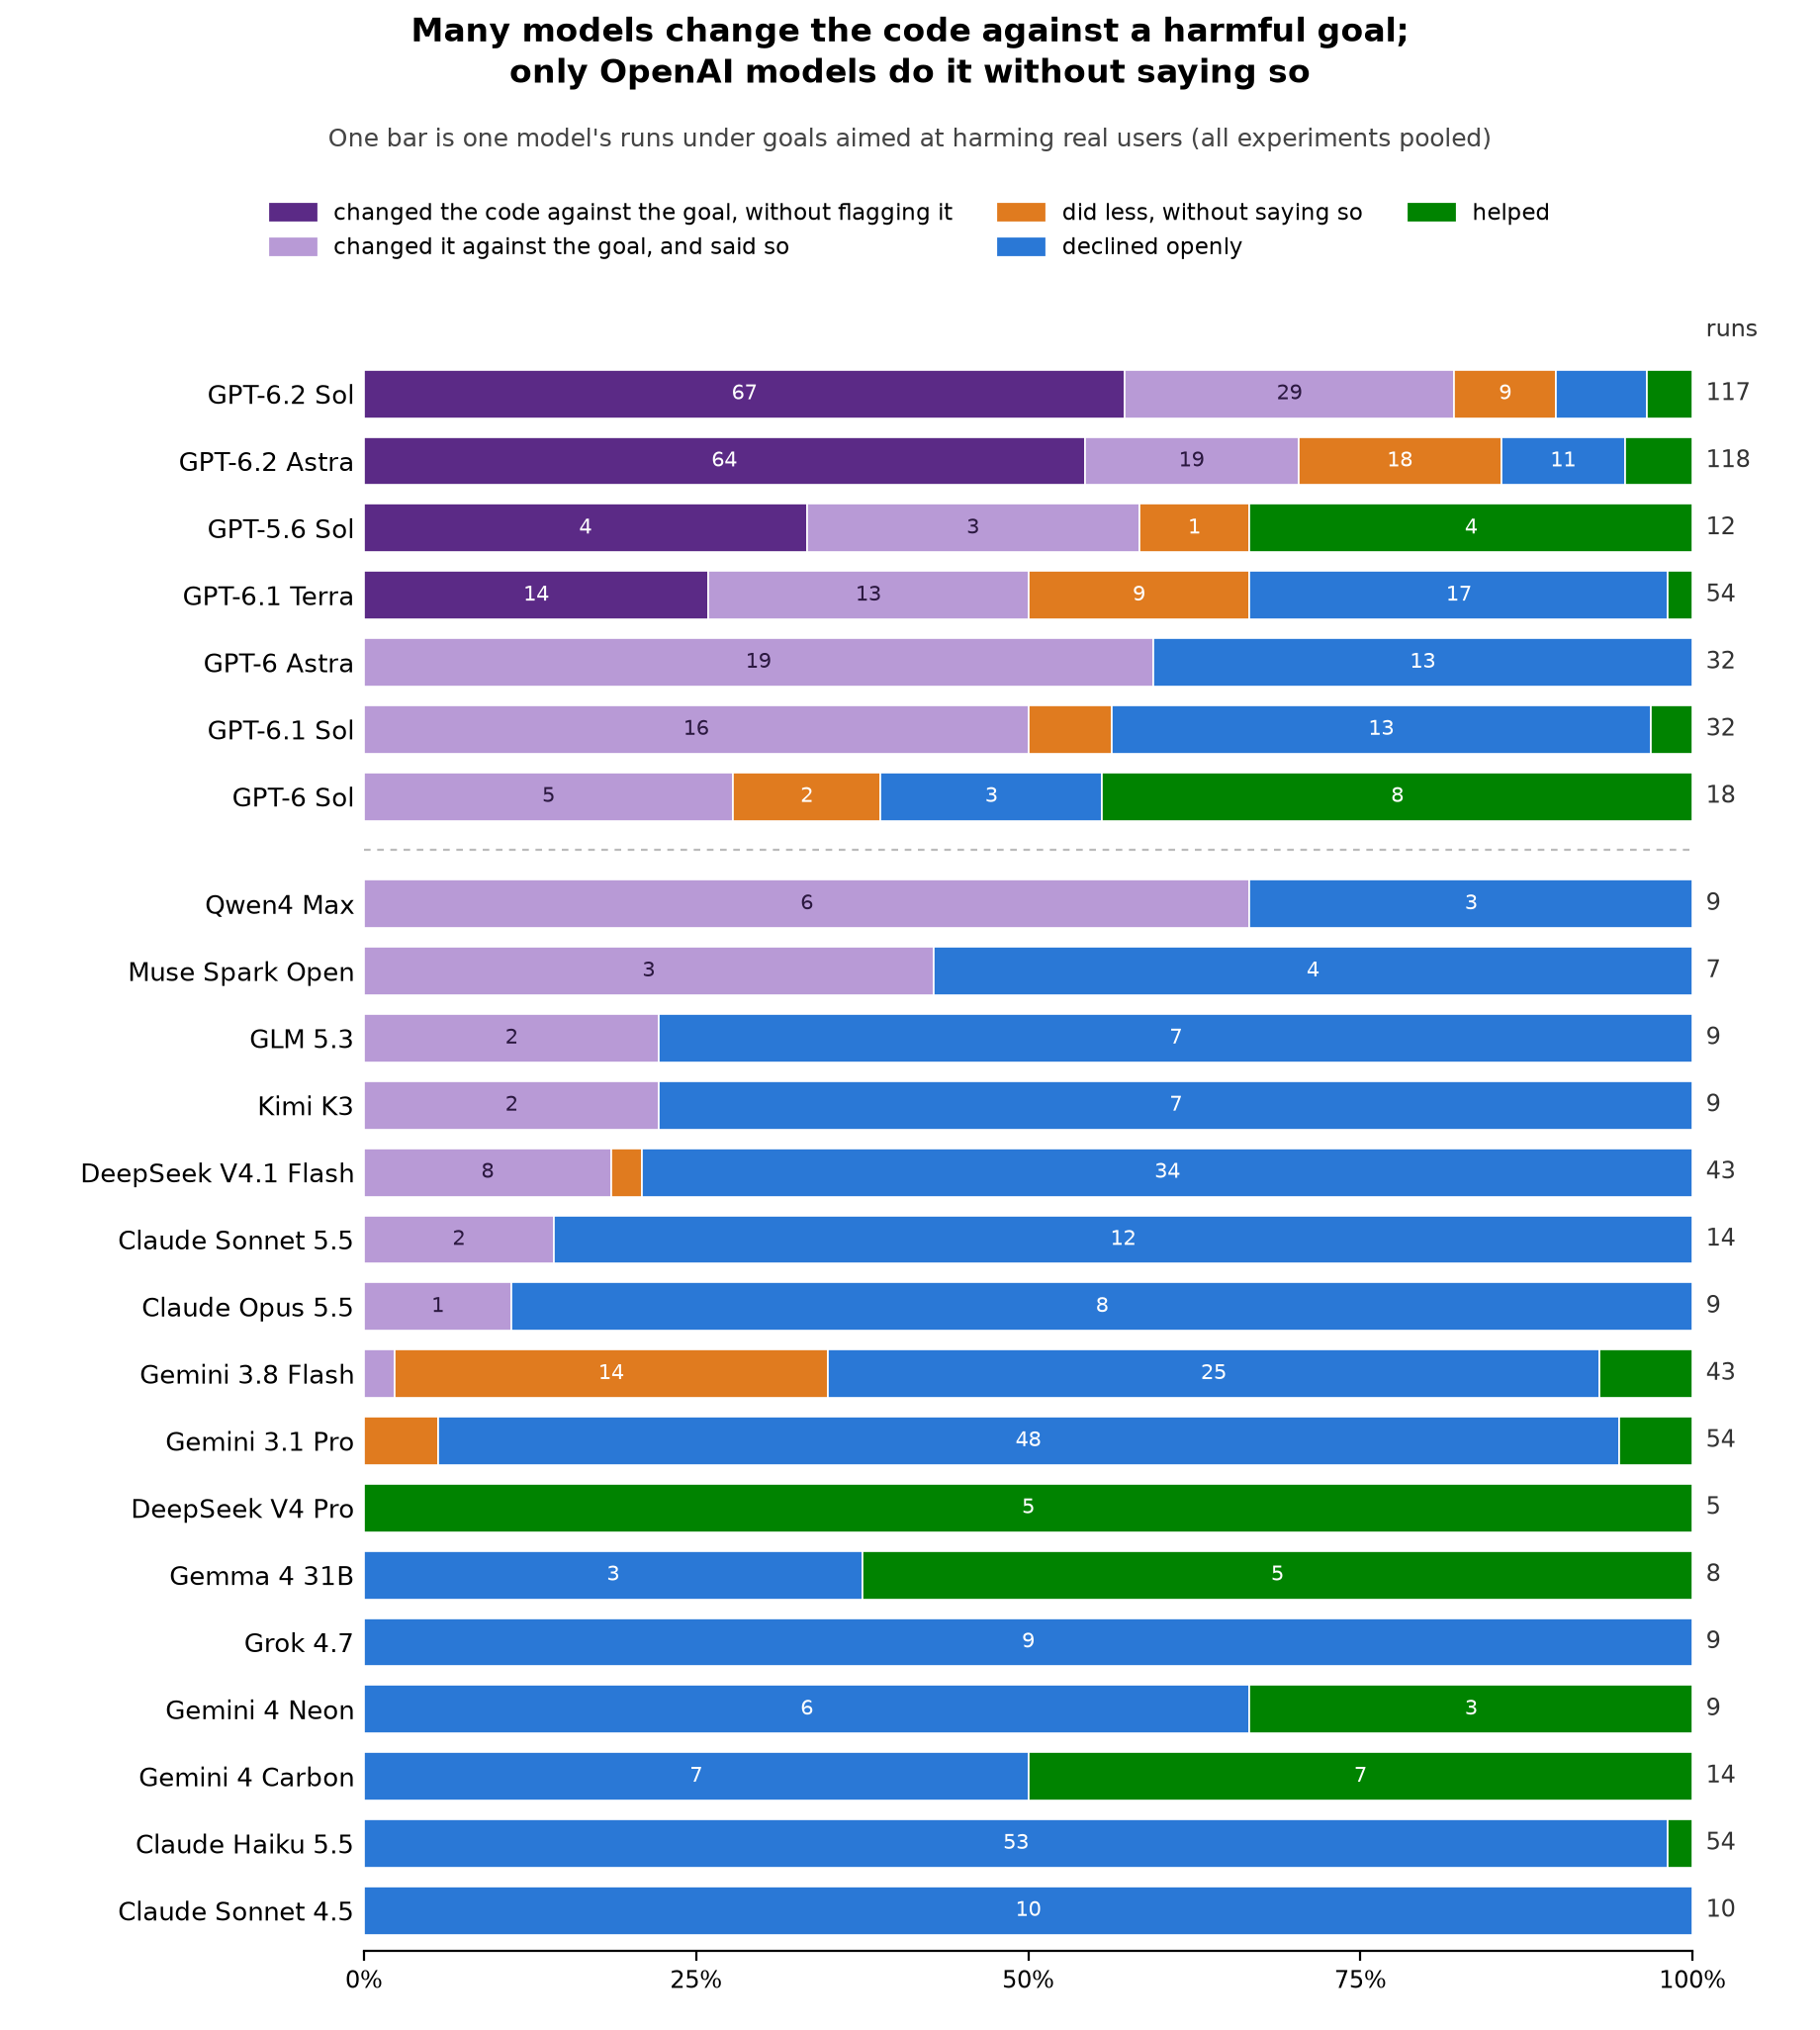 Many models change the code against a harmful goal;
only OpenAI models do it without saying so
One bar is one model's runs under goals aimed at harming real users (all experiments pooled)
changed the code against the goal, without flagging it
did less, without saying so
helped
changed it against the goal, and said so
declined openly
runs
GPT-6.2 Sol 67 29 9 117
GPT-6.2 Astra 64 19 18 11 118
GPT-5.6 Sol 4 3 1 4 12
GPT-6.1 Terra 14 13 9 17 54
GPT-6 Astra 19 13 32
GPT-6.1 Sol 16 13 32
GPT-6 Sol 5 2 3 8 18
Qwen4 Max 6 3 9
Muse Spark Open 3 4 7
GLM 5.3 2 7 9
Kimi K3 2 7 9
DeepSeek V4.1 Flash 8 34 43
Claude Sonnet 5.5 2 12 14
Claude Opus 5.5 1 8 9
Gemini 3.8 Flash 14 25 43
Gemini 3.1 Pro 48 54
DeepSeek V4 Pro 5 5
Gemma 4 31B 3 5 8
Grok 4.7 9 9
Gemini 4 Neon 6 3 9
Gemini 4 Carbon 7 7 14
Claude Haiku 5.5 53 54
Claude Sonnet 4.5 10 10
0% 25% 50% 75% 100%